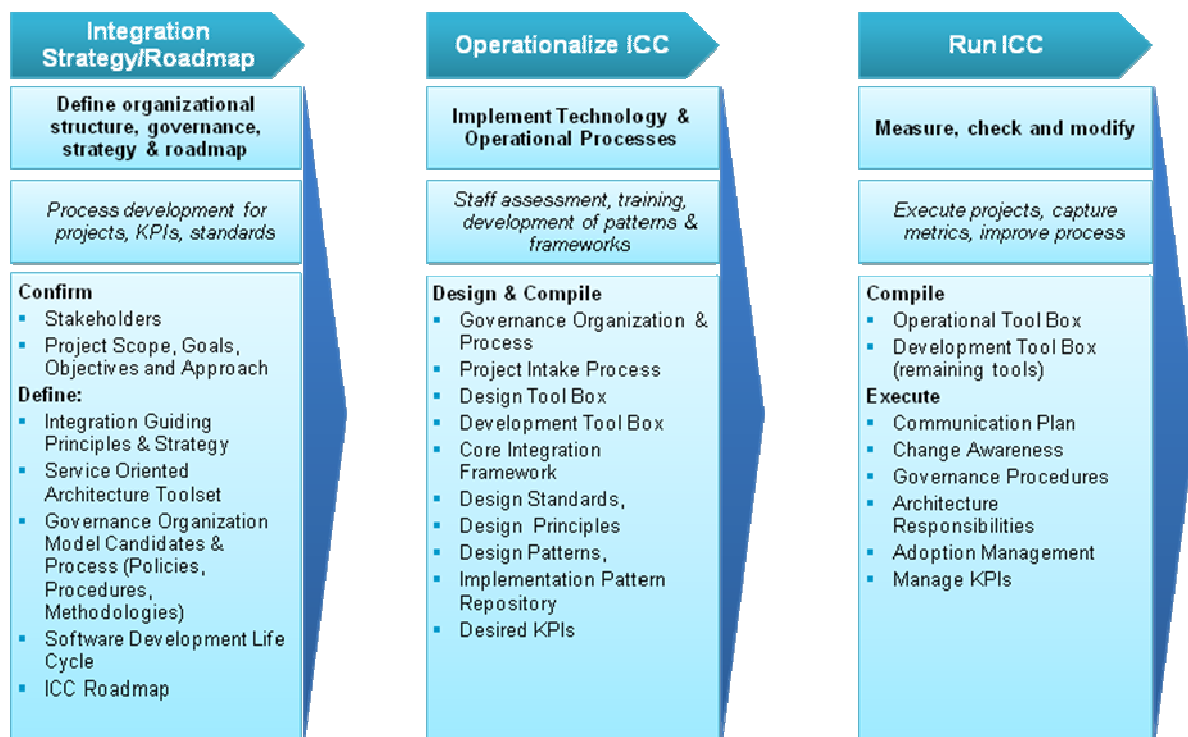 Integration
Strategy/Roadmap
Define organizational
structure, governance,
strategy & roadmap
Process development for
projects, KPIs, standards
Confirm
▪ Stakeholders
▪ Project Scope, Goals,
Objectives and Approach
Define:
▪ Integration Guiding
Principles & Strategy
▪ Service Oriented
Architecture Toolset
▪ Governance Organization
Model Candidates &
Process (Policies,
Procedures,
Methodologies)
▪ Software Development Life
Cycle
▪ ICC Roadmap
Operationalize ICC
Implement Technology &
Operational Processes
Staff assessment, training,
development of patterns &
frameworks
Design & Compile
▪ Governance Organization &
Process
▪ Project Intake Process
▪ Design Tool Box
▪ Development Tool Box
▪ Core Integration
Framework
▪ Design Standards,
▪ Design Principles
▪ Design Patterns,
▪ Implementation Pattern
Repository
▪ Desired KPIs
Run ICC
Measure, check and modify
Execute projects, capture
metrics, improve process
Compile
▪ Operational Tool Box
▪ Development Tool Box
(remaining tools)
Execute
▪ Communication Plan
▪ Change Awareness
▪ Governance Procedures
▪ Architecture
Responsibilities
▪ Adoption Management
▪ Manage KPIs